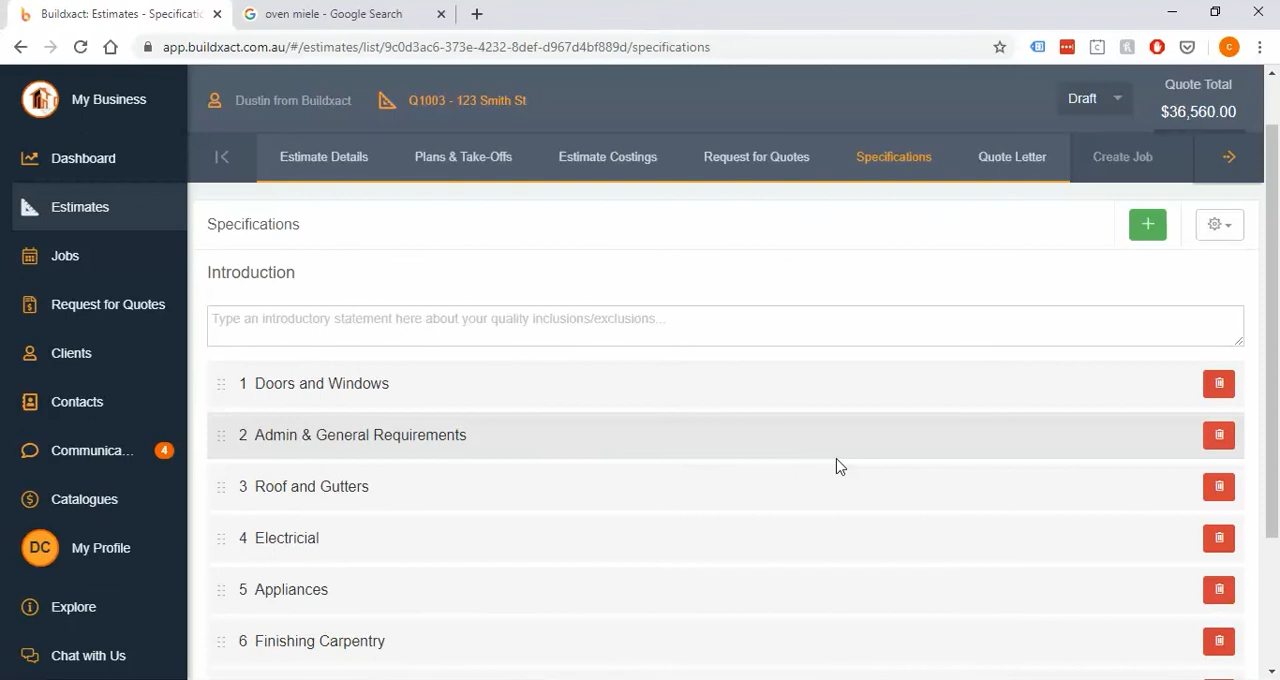 Buildxact: Estimates - Specificati
oven miele - Google Search
app.buildxact.com.au/#/estimates/list/9c0d3ac6-373e-4232-8def-d967d4bf889d/specifications
C
My Business
Dustin from Buildxact
Q1003 - 123 Smith St
Draft
Quote Total
$36,560.00
Dashboard
Estimates
Jobs
Request for Quotes
Clients
Contacts
Communica... 4
Catalogues
DC My Profile
Explore
Chat with Us
Estimate Details
Plans & Take-Offs
Estimate Costings
Request for Quotes
Specifications
Quote Letter
Create Job
Specifications
Introduction
Type an introductory statement here about your quality inclusions/exclusions...
1 Doors and Windows
2 Admin & General Requirements
3 Roof and Gutters
4 Electricial
5 Appliances
6 Finishing Carpentry